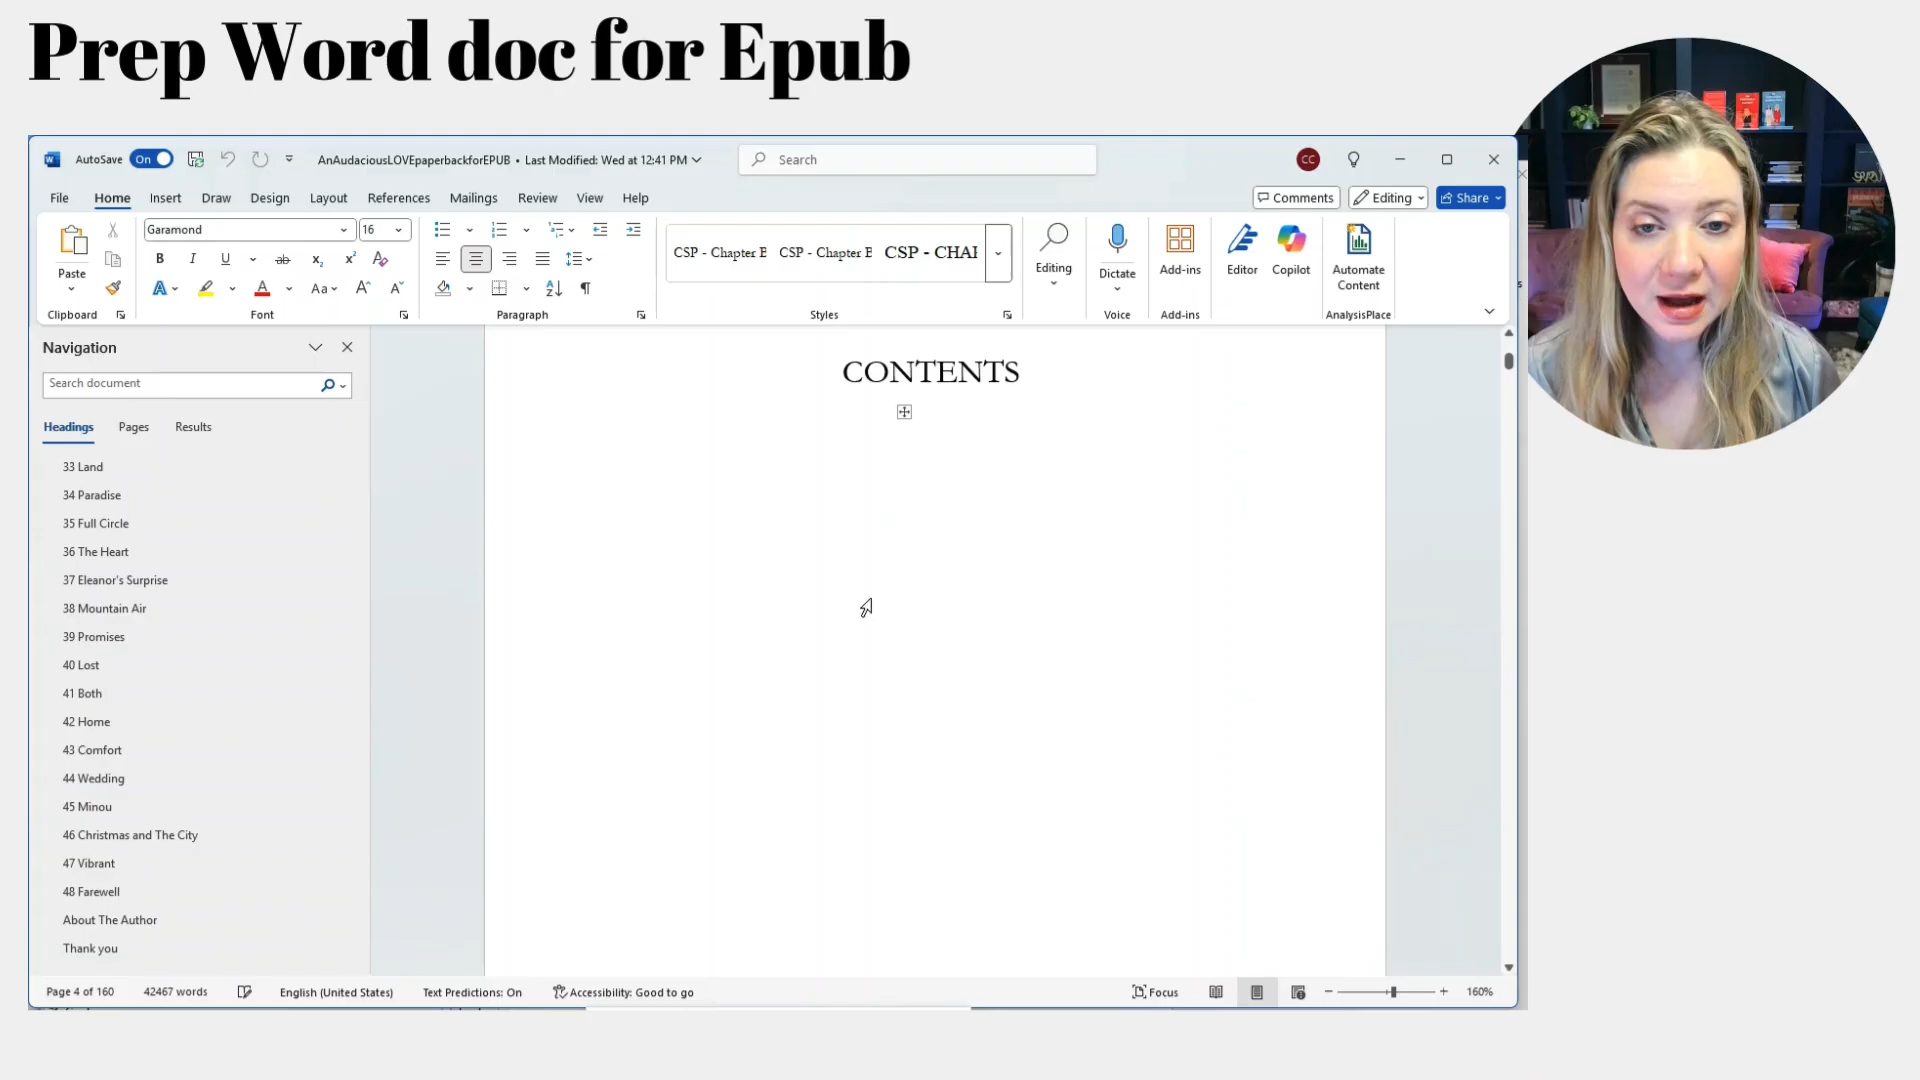 Prep Word doc for Epub
AutoSave On AnAudaciousLOVEpaperbackforEPUB • Last Modified: Wed at 12:41 PM Search CC
File Home Insert Draw Design Layout References Mailings Review View Help Comments Editing Share
Paste
Clipboard
Garamond 16
B I U ab x₂ x² A
A A Aa A A
Font
Paragraph
CSP - Chapter B CSP - Chapter B CSP - CHAP
Styles
Editing
Dictate
Voice
Add-ins
Add-ins
Editor
Copilot
Automate
Content
AnalysisPlace
Navigation
Search document
Headings Pages Results
33 Land
34 Paradise
35 Full Circle
36 The Heart
37 Eleanor's Surprise
38 Mountain Air
39 Promises
40 Lost
41 Both
42 Home
43 Comfort
44 Wedding
45 Minou
46 Christmas and The City
47 Vibrant
48 Farewell
About The Author
Thank you
CONTENTS
Page 4 of 160 42467 words English (United States) Text Predictions: On Accessibility: Good to go Focus 160%